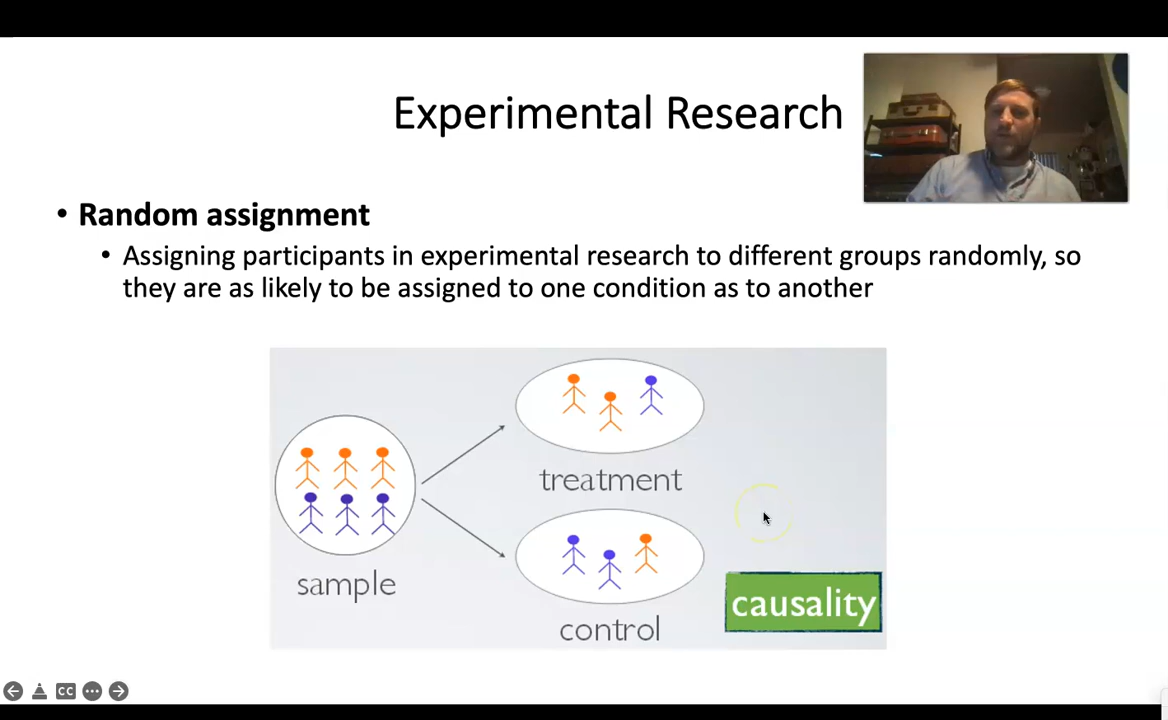 Experimental Research
• Random assignment
• Assigning participants in experimental research to different groups randomly, so
they are as likely to be assigned to one condition as to another
treatment
sample
control
causality
CC